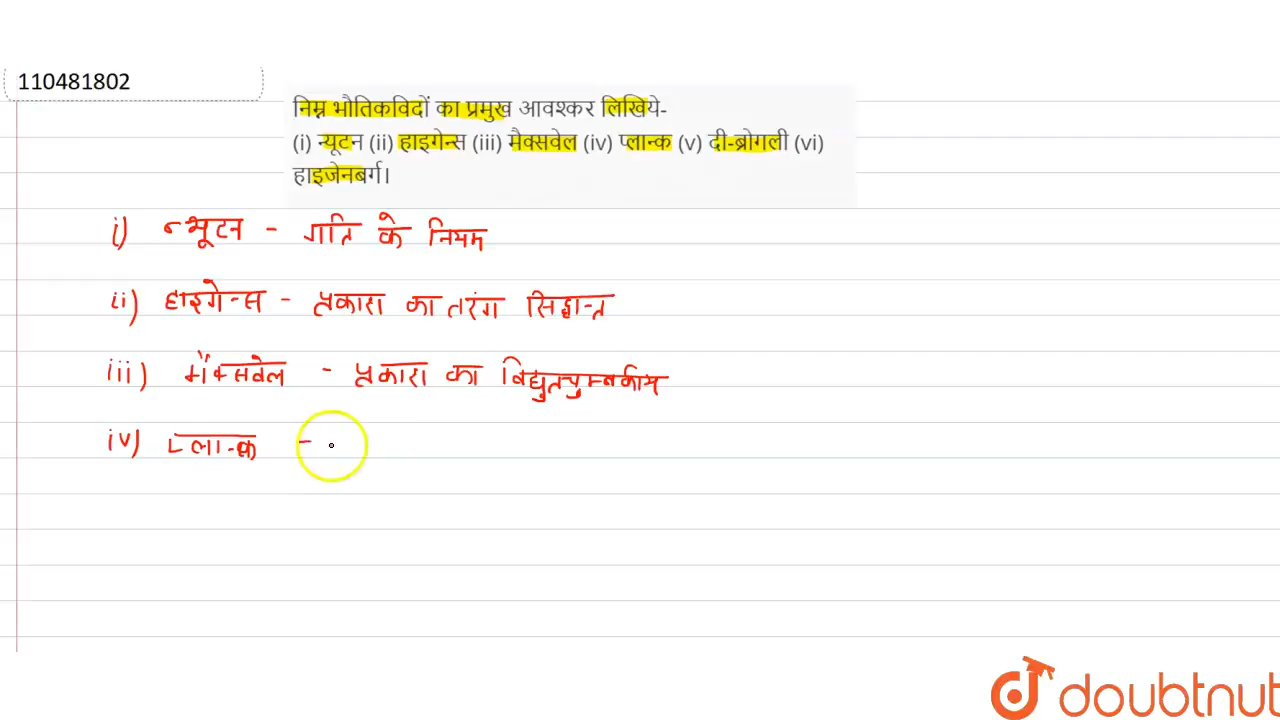 110481802
निम्न भौतिकविदों का प्रमुख आवश्कर लिखिये-
(i) न्यूटन (ii) हाइगेन्स (iii) मैक्सवेल (iv) प्लान्क (v) दी-ब्रोगली (vi)
हाइजेनबर्ग।
i) न्यूटन - गति के नियम
ii) हाइगेन्स - प्रकाश का तरंग सिद्धान्त
iii) मैक्सवेल - प्रकाश का विद्युतचुम्बकीय
iv) प्लान्क -
doubtnut